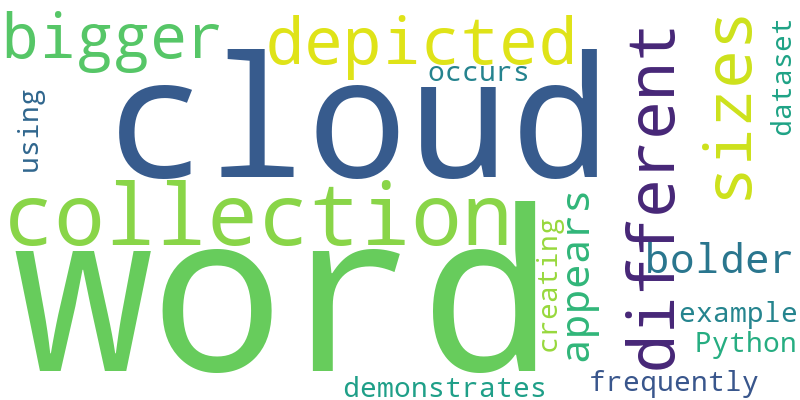 bigger
depicted
different
sizes
dataset
occurs
using
cloud
collection
appears
creating
word
bolder
example
Python
frequently
demonstrates